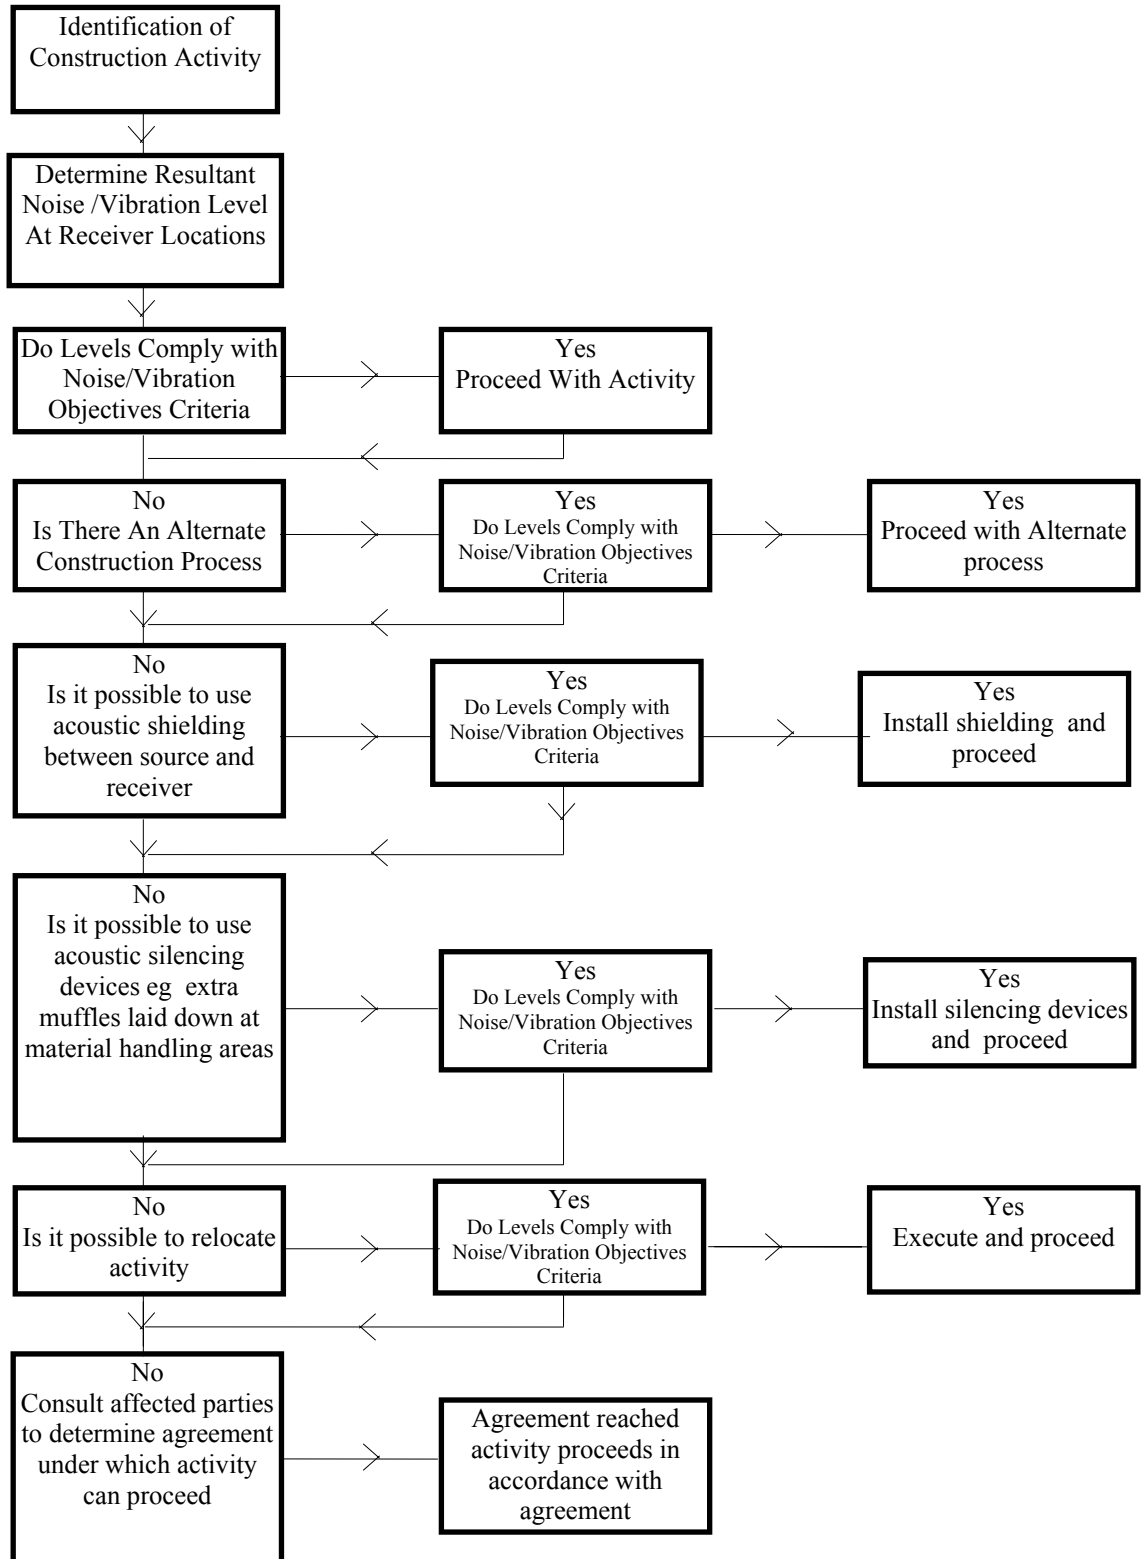 Identification of
Construction Activity
Determine Resultant
Noise /Vibration Level
At Receiver Locations
Do Levels Comply with
Noise/Vibration
Objectives Criteria
Yes
Proceed With Activity
No
Is There An Alternate
Construction Process
Yes
Do Levels Comply with
Noise/Vibration Objectives
Criteria
Yes
Proceed with Alternate
process
No
Is it possible to use
acoustic shielding
between source and
receiver
Yes
Do Levels Comply with
Noise/Vibration Objectives
Criteria
Yes
Install shielding and
proceed
No
Is it possible to use
acoustic silencing
devices eg extra
muffles laid down at
material handling areas
Yes
Do Levels Comply with
Noise/Vibration Objectives
Criteria
Yes
Install silencing devices
and proceed
No
Is it possible to relocate
activity
Yes
Do Levels Comply with
Noise/Vibration Objectives
Criteria
Yes
Execute and proceed
No
Consult affected parties
to determine agreement
under which activity
can proceed
Agreement reached
activity proceeds in
accordance with
agreement